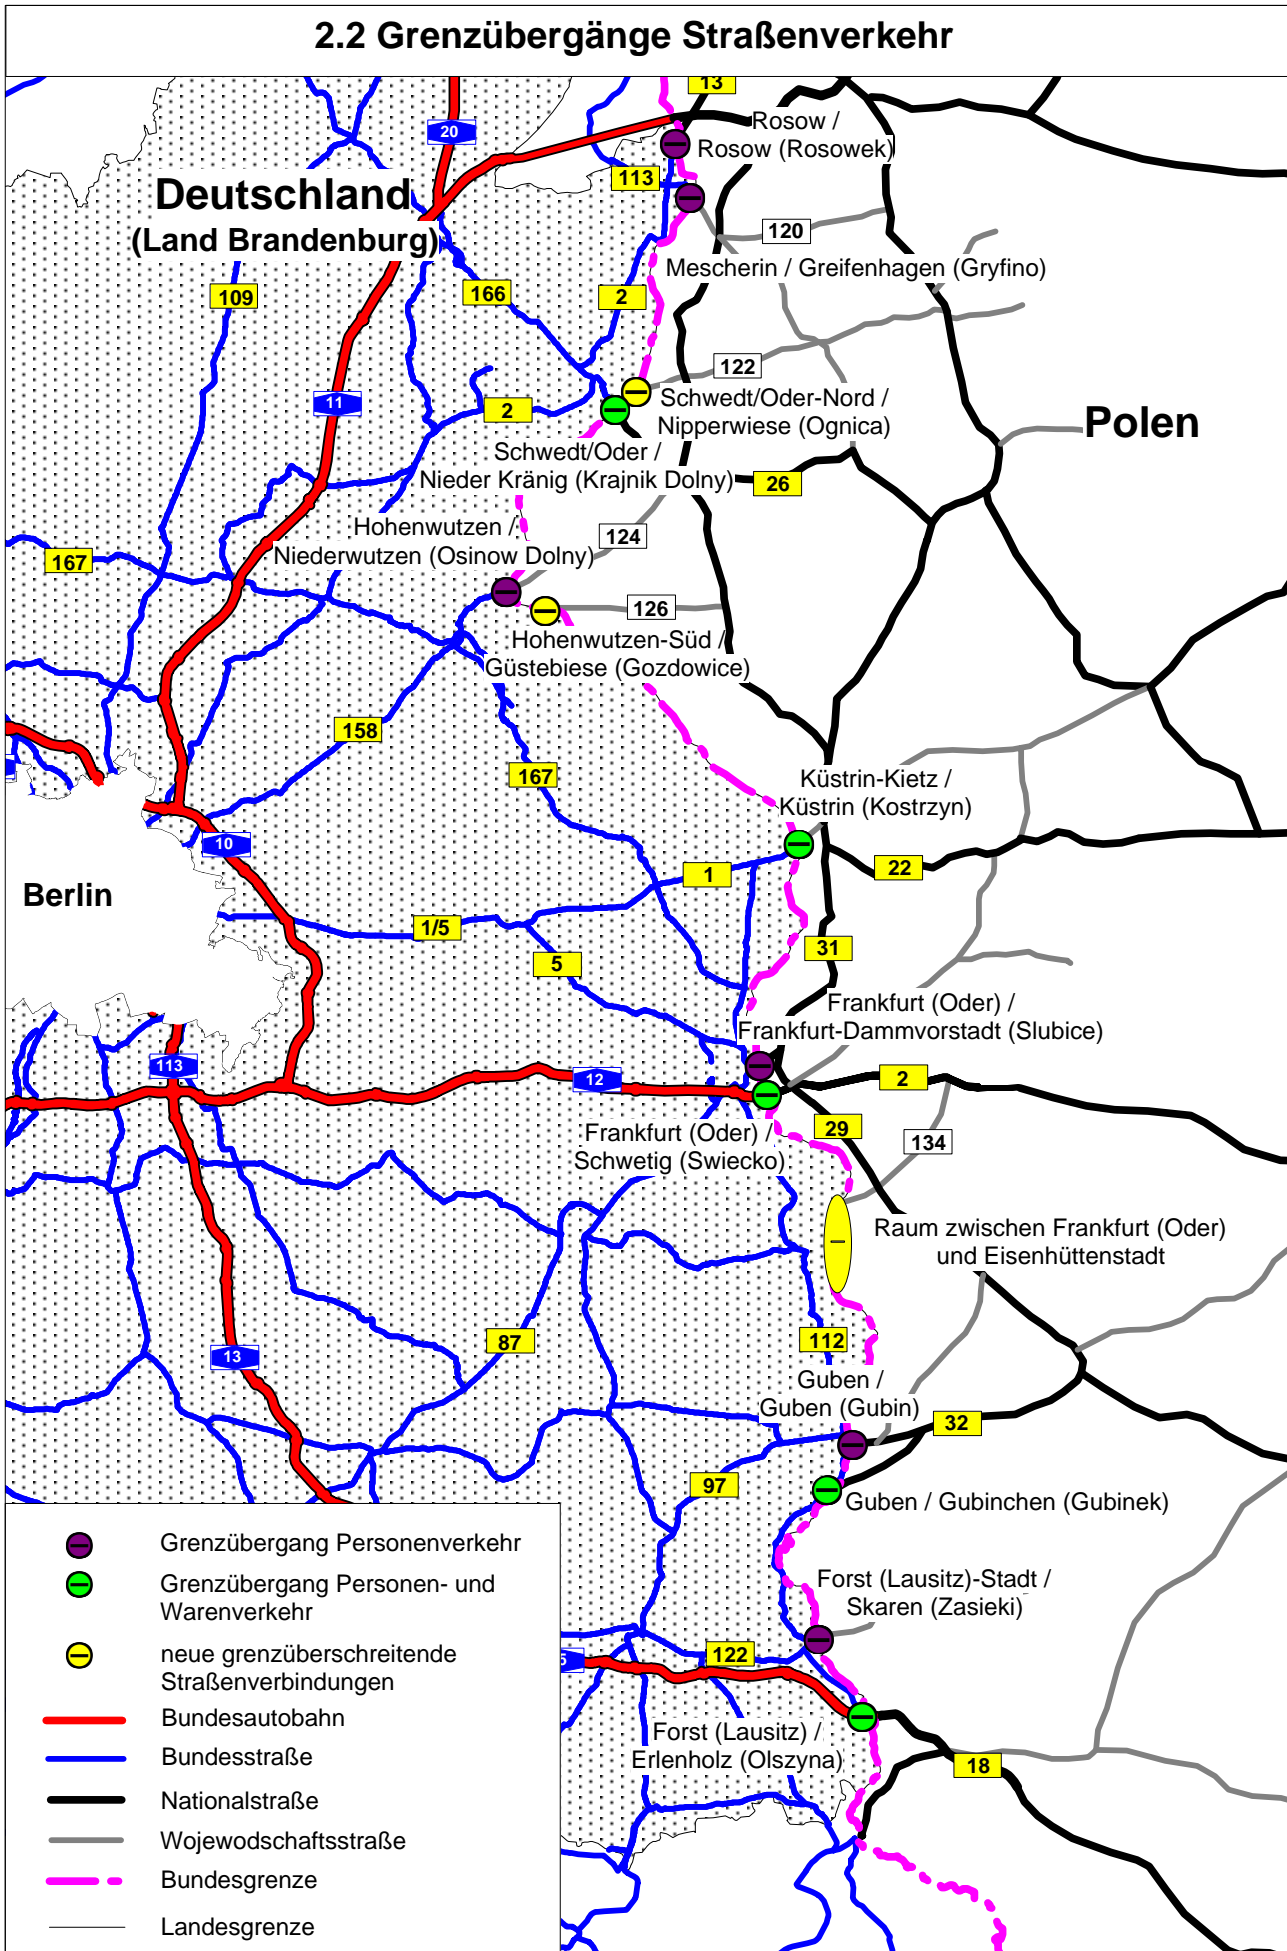 2.2 Grenzübergänge Straßenverkehr
13
20
Rosow /
Rosow (Rosowek)
113
Deutschland
(Land Brandenburg)
120
Mescherin / Greifenhagen (Gryfino)
109
166
2
122
11
2
Schwedt/Oder-Nord /
Nipperwiese (Ognica)
Polen
Schwedt/Oder /
Nieder Kränig (Krajnik Dolny)
26
Hohenwutzen /
Niederwutzen (Osinow Dolny)
124
167
126
Hohenwutzen-Süd /
Güstebiese (Gozdowice)
158
167
Küstrin-Kietz /
Küstrin (Kostrzyn)
10
1
22
Berlin
1/5
31
5
Frankfurt (Oder) /
Frankfurt-Dammvorstadt (Slubice)
113
12
2
29
134
Frankfurt (Oder) /
Schwetig (Swiecko)
Raum zwischen Frankfurt (Oder)
und Eisenhüttenstadt
87
112
13
Guben /
Guben (Gubin)
32
97
Guben / Gubinchen (Gubinek)
Forst (Lausitz)-Stadt /
Skaren (Zasieki)
122
5
Forst (Lausitz) /
Erlenholz (Olszyna)
18
Grenzübergang Personenverkehr
Grenzübergang Personen- und
Warenverkehr
neue grenzüberschreitende
Straßenverbindungen
Bundesautobahn
Bundesstraße
Nationalstraße
Wojewodschaftsstraße
Bundesgrenze
Landesgrenze